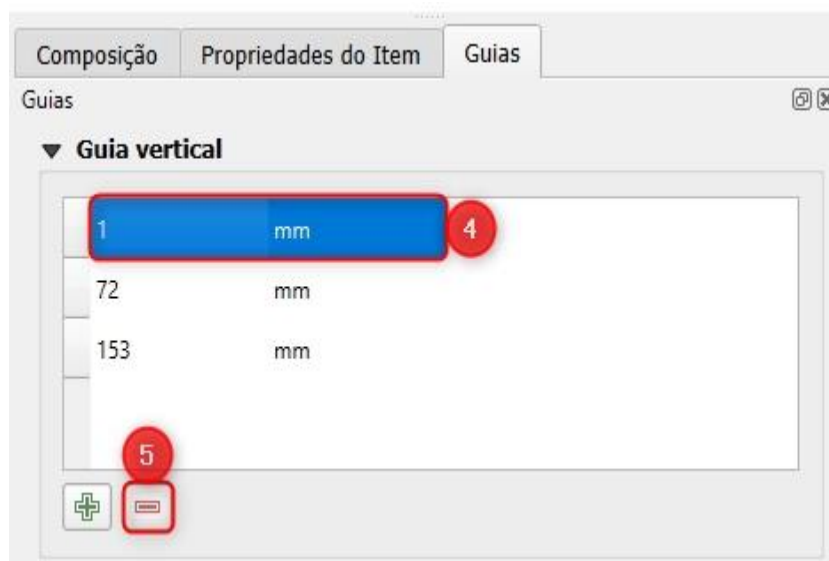 Composição Propriedades do Item Guias
Guias
Guia vertical
1 mm 4
72 mm
153 mm
5